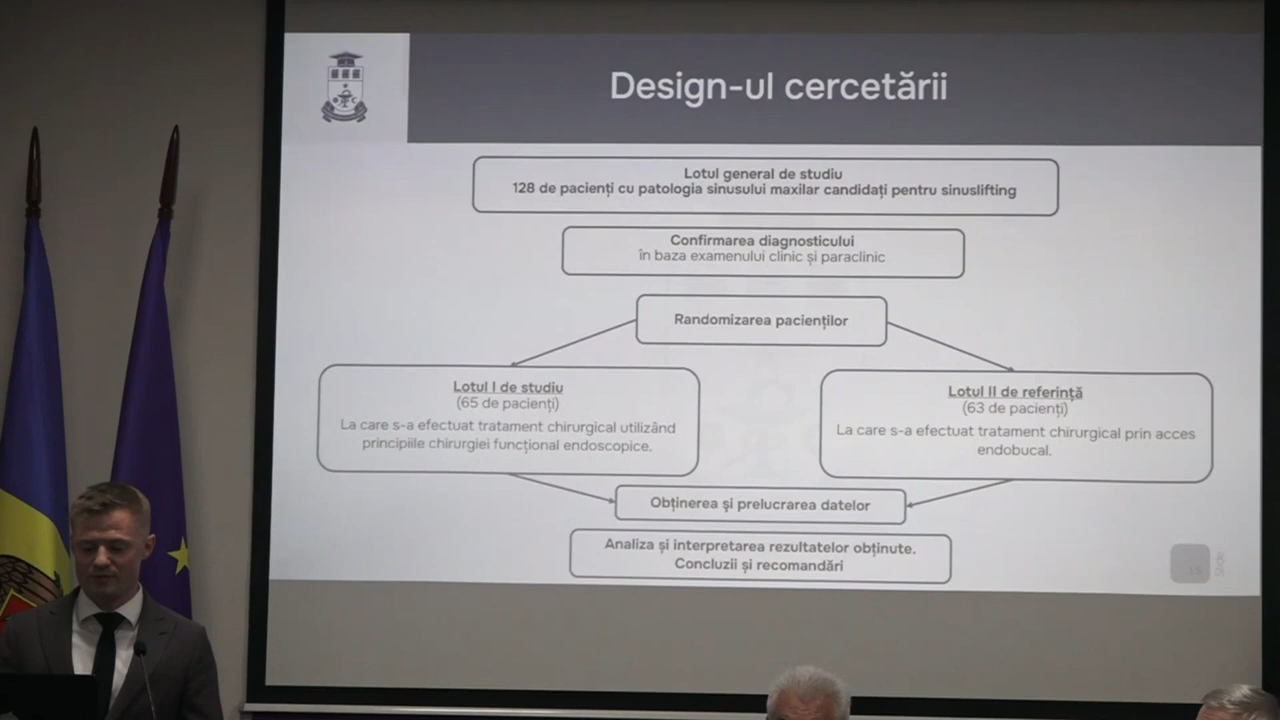 Design-ul cercetării
Lotul general de studiu
128 de pacienți cu patologia sinusului maxilar candidați pentru sinuslifting
Confirmarea diagnosticului
în baza examenului clinic și paraclinic
Randomizarea pacienților
Lotul I de studiu
(65 de pacienți)
La care s-a efectuat tratament chirurgical utilizând
principiile chirurgiei funcțional endoscopice.
Lotul II de referință
(63 de pacienți)
La care s-a efectuat tratament chirurgical prin acces
endobucal.
Obținerea și prelucrarea datelor
Analiza și interpretarea rezultatelor obținute.
Concluzii și recomandări
Slide